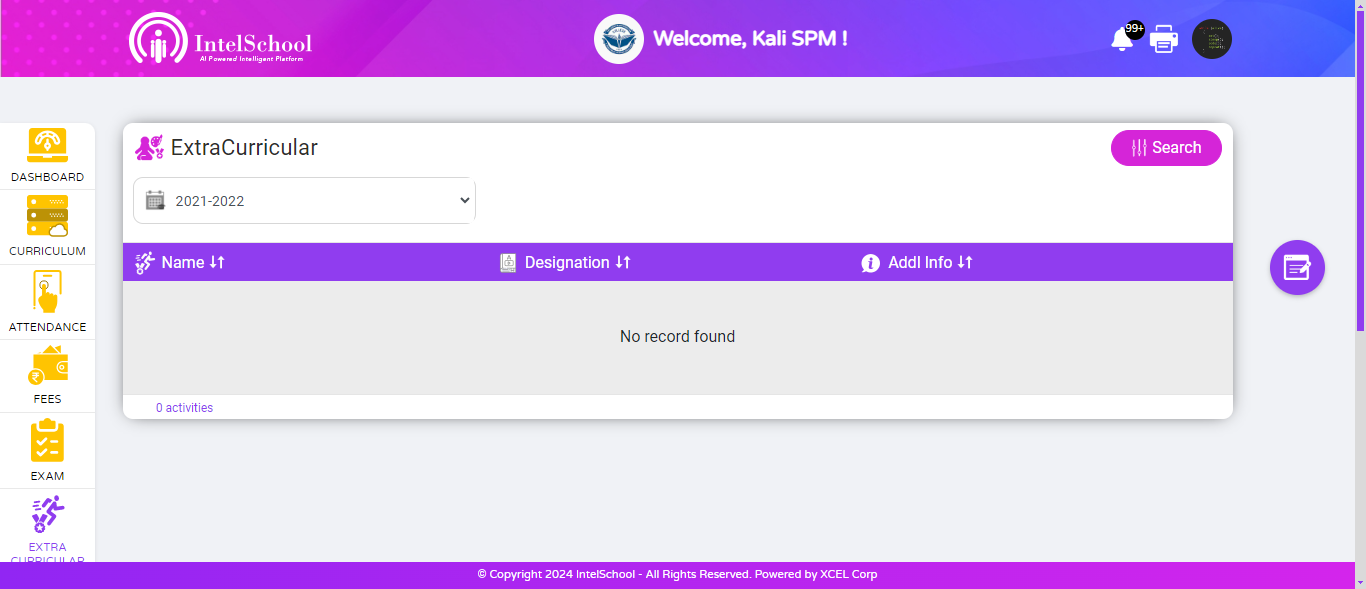 IntelSchool
AI Powered Intelligent Platform
Welcome, Kali SPM !
99+
DASHBOARD
CURRICULUM
ATTENDANCE
FEES
EXAM
EXTRA
CURRICULAR
ExtraCurricular
Search
2021-2022
Name Designation Addl Info
No record found
0 activities
© Copyright 2024 IntelSchool - All Rights Reserved. Powered by XCEL Corp